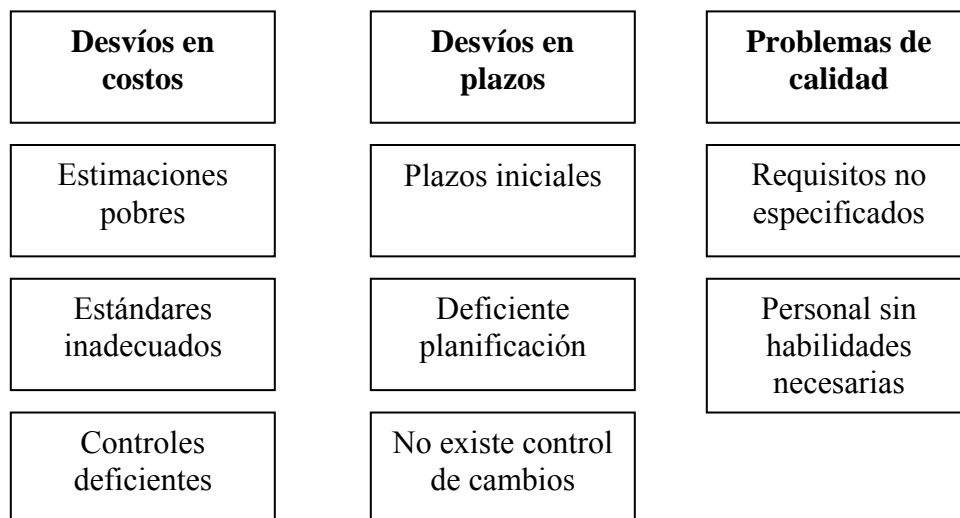 Desvíos en
costos
Desvíos en
plazos
Problemas de
calidad
Estimaciones
pobres
Plazos iniciales
Requisitos no
especificados
Estándares
inadecuados
Deficiente
planificación
Personal sin
habilidades
necesarias
Controles
deficientes
No existe control
de cambios